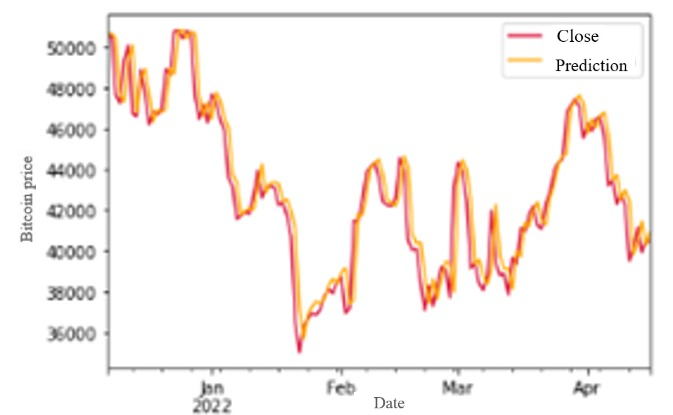 Close
Prediction
50000
48000
46000
44000
42000
40000
38000
36000
Bitcoin price
Jan
Feb
Mar
Apr
2022
Date